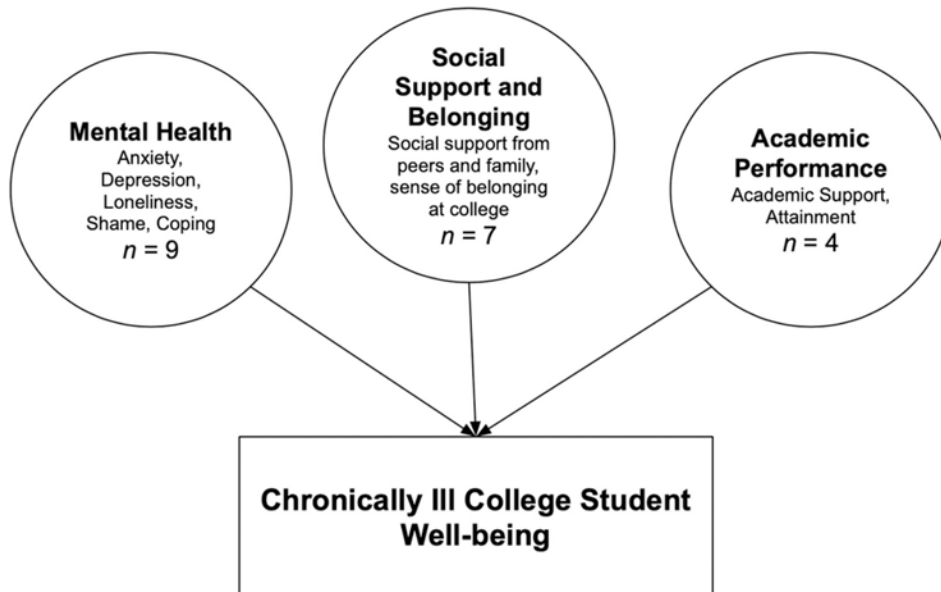 Mental Health
Anxiety,
Depression,
Loneliness,
Shame, Coping
n = 9
Social
Support and
Belonging
Social support from
peers and family,
sense of belonging
at college
n = 7
Academic
Performance
Academic Support,
Attainment
n = 4
Chronically Ill College Student
Well-being